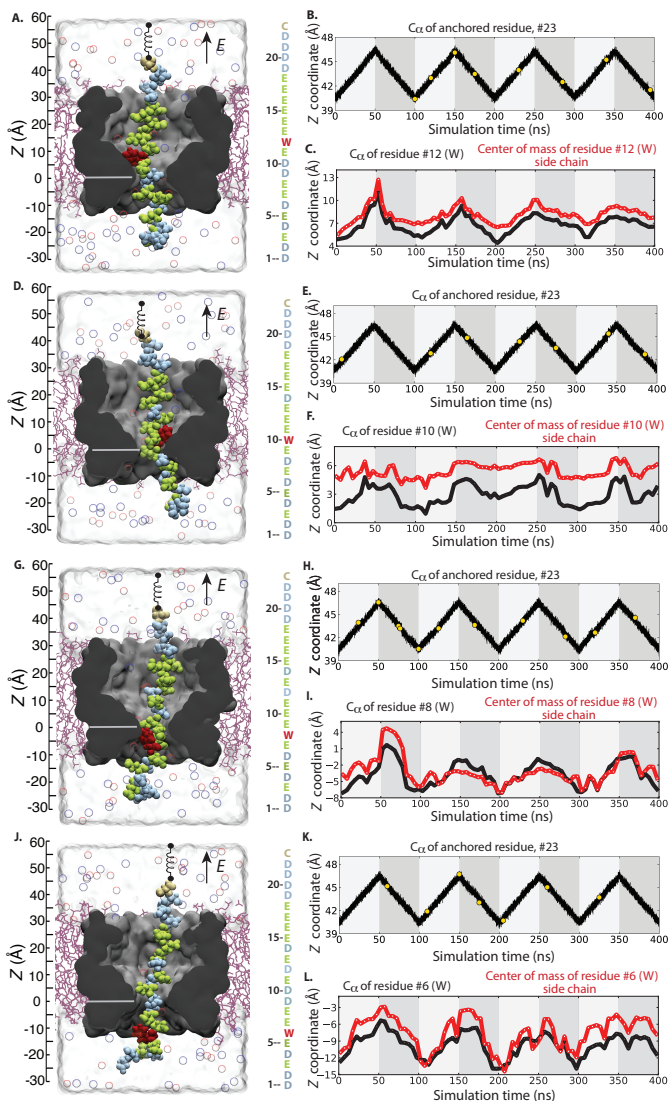 A.
60
50
40
30
20
10
0
-10
-20
-30
Z (Å)
E
C
D
D
20-D
D
E
E
E
15-E
E
E
W
E
10-D
D
E
E
E
5--E
D
E
E
1--D
B.
Cα of anchored residue, #23
Z coordinate (Å)
48
45
42
39
0 50 100 150 200 250 300 350 400
Simulation time (ns)
C.
Cα of residue #12 (W)
Center of mass of residue #12 (W)
side chain
Z coordinate (Å)
13
10
7
4
0 50 100 150 200 250 300 350 400
Simulation time (ns)
D.
60
50
40
30
20
10
0
-10
-20
-30
Z (Å)
E
C
D
D
20-D
E
E
E
E
15-E
D
E
E
E
10-W
E
D
E
D
5--E
D
E
D
1--D
E.
Cα of anchored residue, #23
Z coordinate (Å)
48
45
42
39
0 50 100 150 200 250 300 350 400
Simulation time (ns)
F.
Cα of residue #10 (W)
Center of mass of residue #10 (W)
side chain
Z coordinate (Å)
6
3
0
0 50 100 150 200 250 300 350 400
Simulation time (ns)
G.
60
50
40
30
20
10
0
-10
-20
-30
Z (Å)
E
C
D
D
20-D
E
E
E
E
15-E
D
E
D
E
10-E
E
W
E
D
5--E
D
E
D
1--D
H.
Cα of anchored residue, #23
Z coordinate (Å)
48
45
42
39
0 50 100 150 200 250 300 350 400
Simulation time (ns)
I.
Cα of residue #8 (W)
Center of mass of residue #8 (W)
side chain
Z coordinate (Å)
4
1
-2
-5
-8
0 50 100 150 200 250 300 350 400
Simulation time (ns)
J.
60
50
40
30
20
10
0
-10
-20
-30
Z (Å)
E
C
D
D
20-D
E
E
E
E
15-E
D
E
D
E
10-D
D
E
E
W
5--E
D
E
D
1--D
K.
Cα of anchored residue, #23
Z coordinate (Å)
48
45
42
39
0 50 100 150 200 250 300 350 400
Simulation time (ns)
L.
Cα of residue #6 (W)
Center of mass of residue #6 (W)
side chain
Z coordinate (Å)
-3
-6
-9
-12
-15
0 50 100 150 200 250 300 350 400
Simulation time (ns)